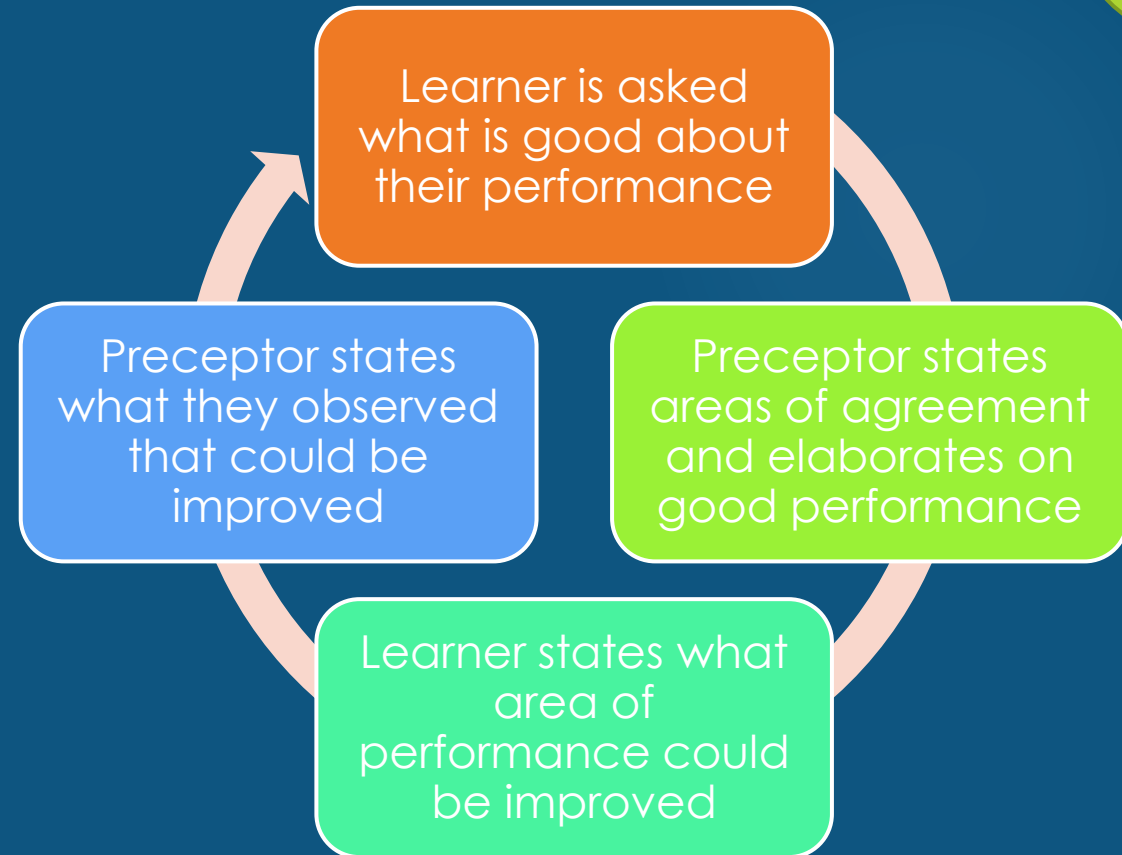 Learner is asked
what is good about
their performance
Preceptor states
areas of agreement
and elaborates on
good performance
Learner states what
area of
performance could
be improved
Preceptor states
what they observed
that could be
improved